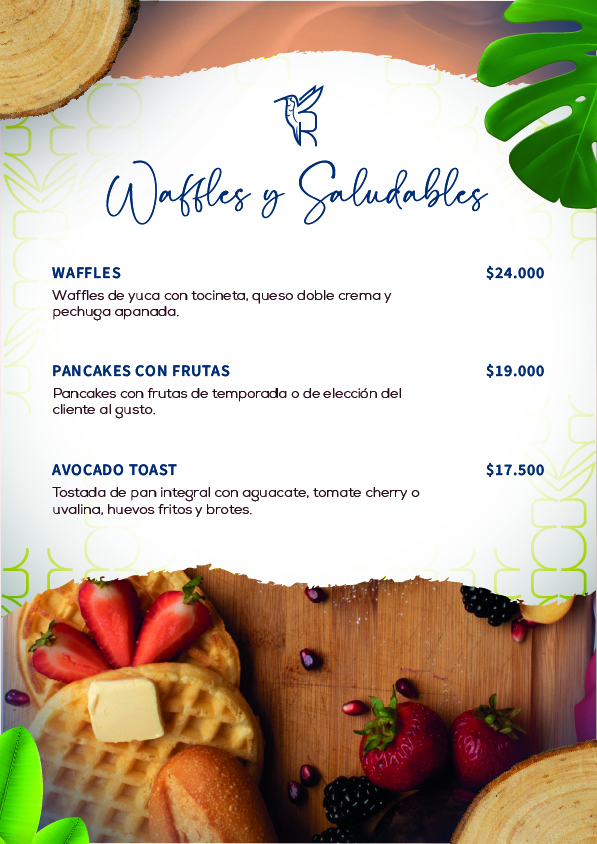 Waffles y Saludables
WAFFLES $24.000
Waffles de yuca con tocineta, queso doble crema y
pechuga apanada.
PANCAKES CON FRUTAS $19.000
Pancakes con frutas de temporada o de elección del
cliente al gusto.
AVOCADO TOAST $17.500
Tostada de pan integral con aguacate, tomate cherry o
uvalina, huevos fritos y brotes.